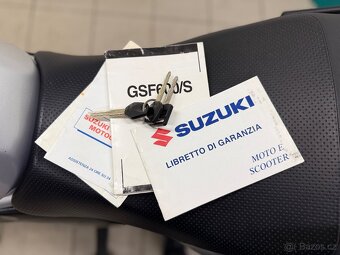 GSF600/S
SUZUKI
MOTO
ASSISTENZA 24 ORE SU 24
SUZUKI
LIBRETTO DI GARANZIA
MOTO E
SCOOTER
Bazos.cz